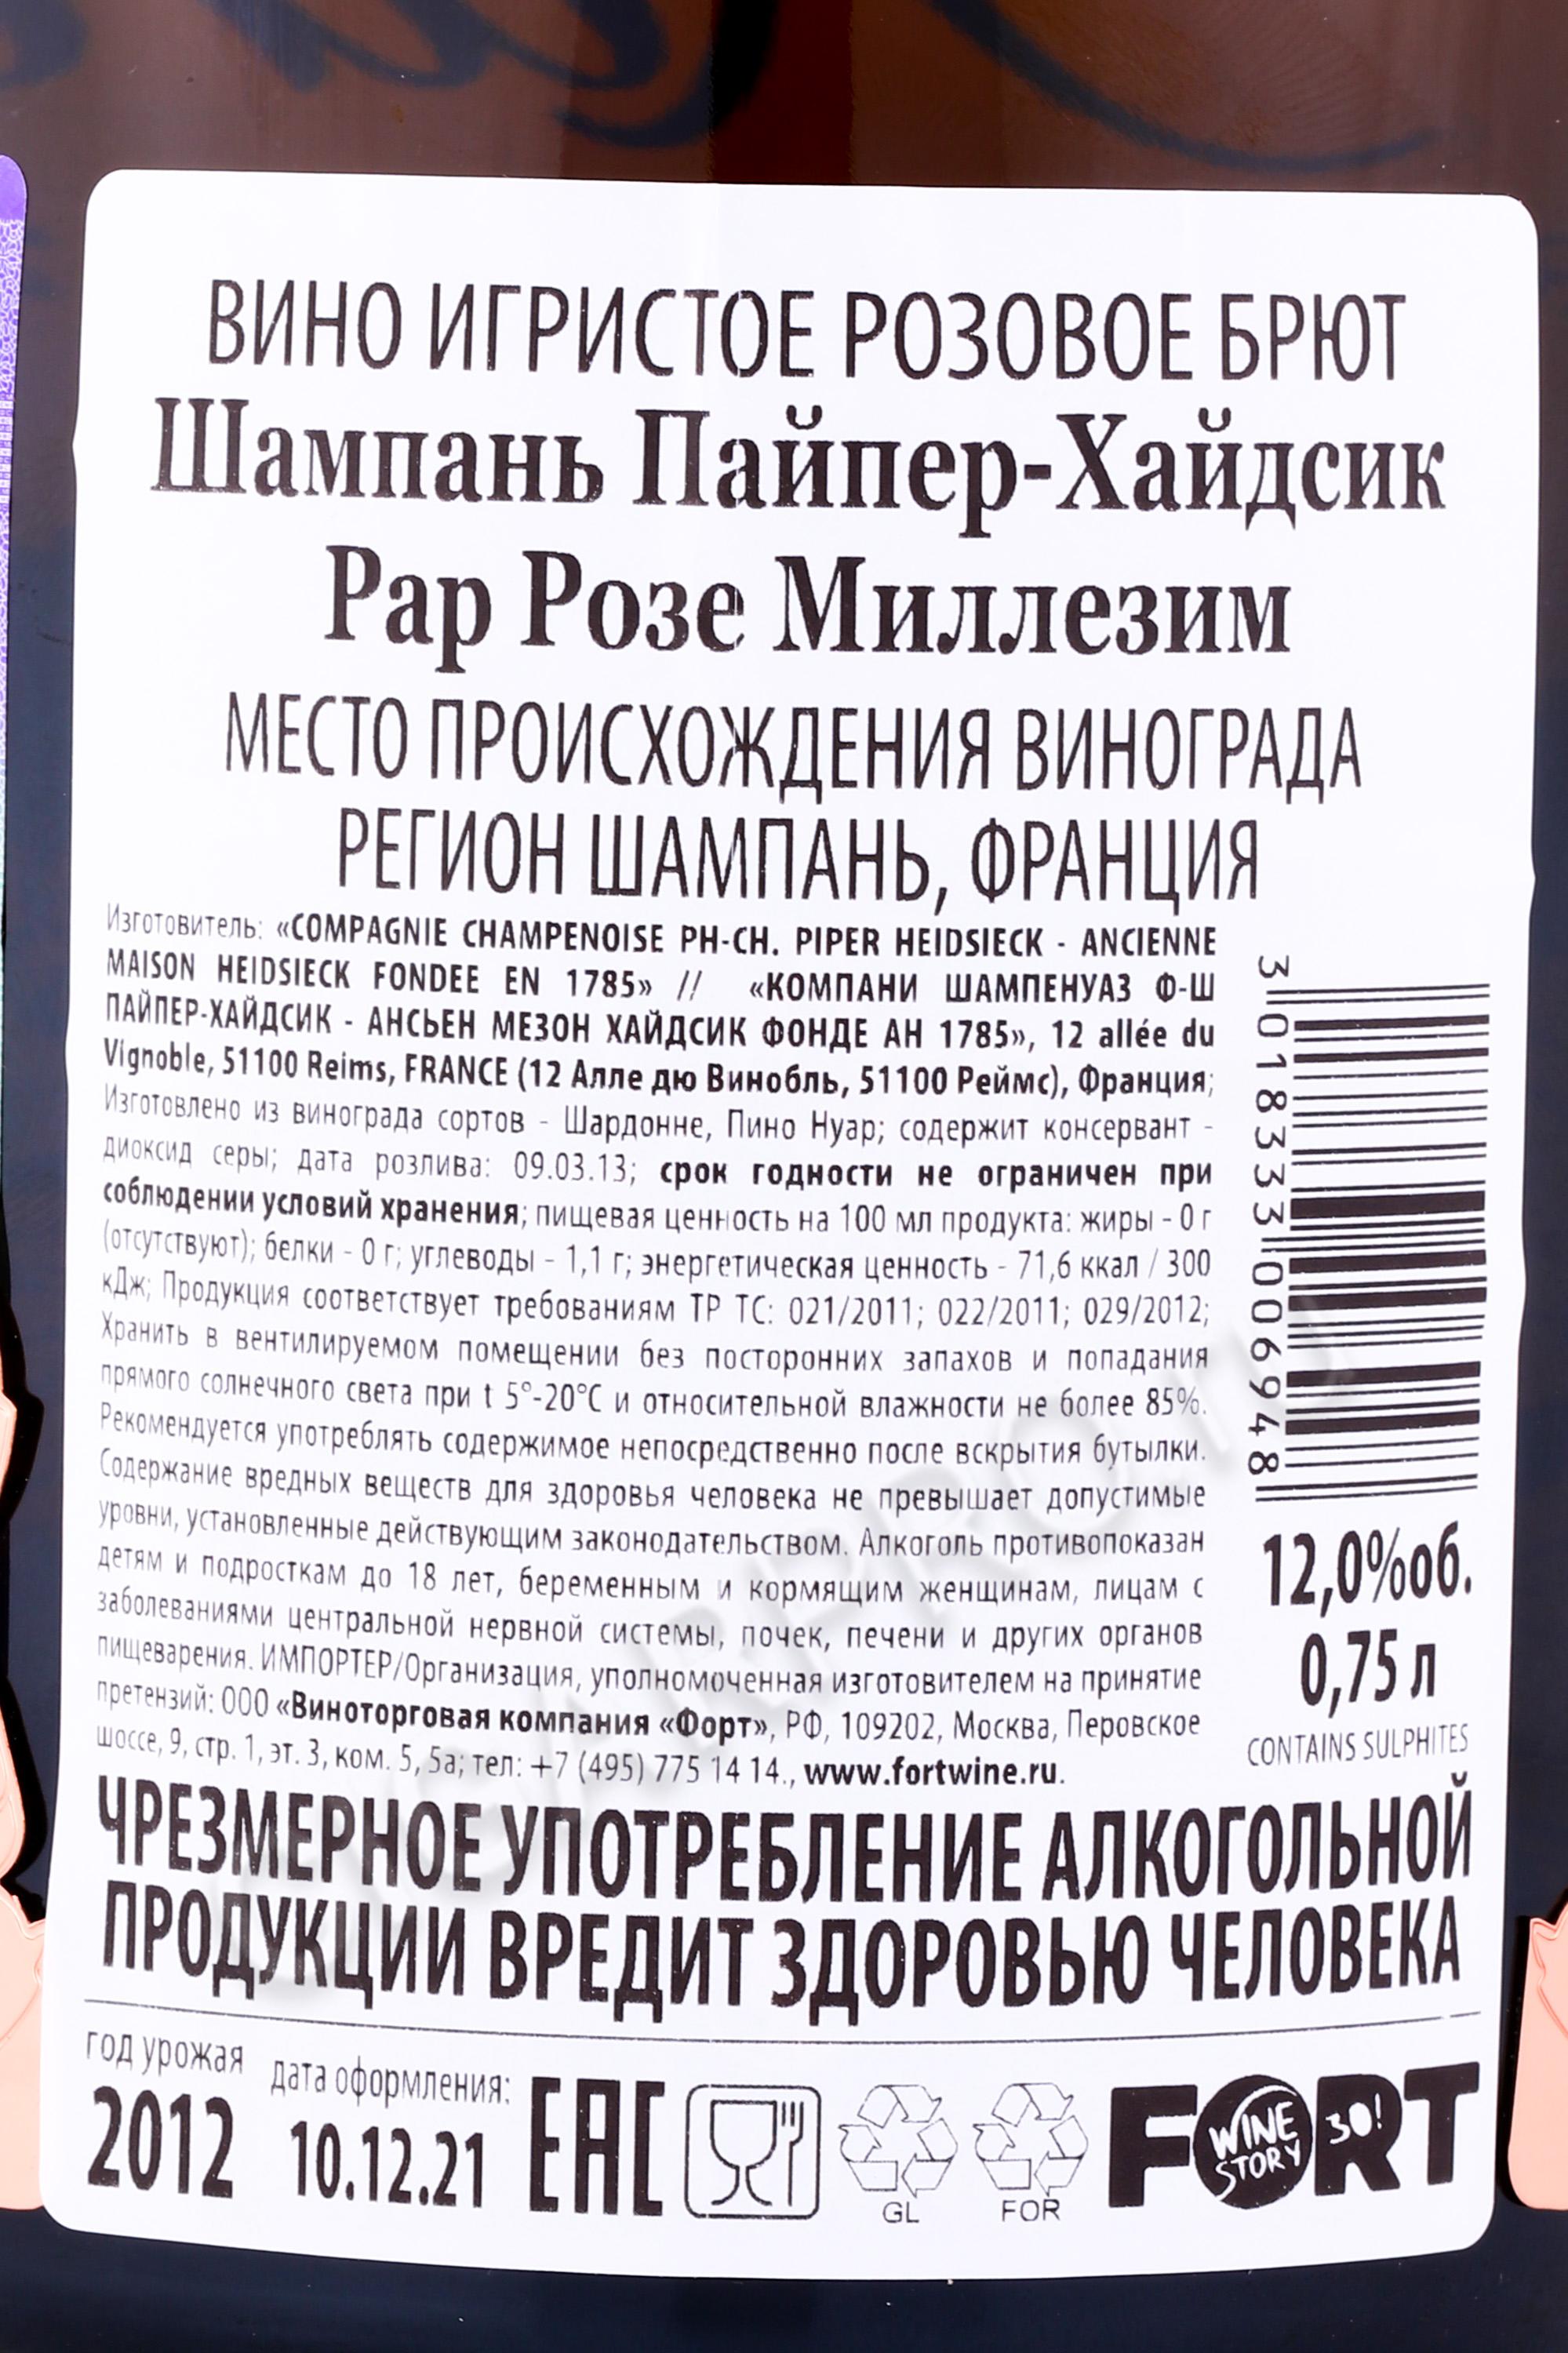 ВИНО ИГРИСТОЕ РОЗОВОЕ БРЮТ
Шампань Пайпер-Хайдсик
Рар Розе Миллезим
МЕСТО ПРОИСХОЖДЕНИЯ ВИНОГРАДА
РЕГИОН ШАМПАНЬ, ФРАНЦИЯ
Изготовитель: «COMPAGNIE CHAMPENOISE PH-CH. PIPER HEIDSIECK - ANCIENNE
MAISON HEIDSIECK FONDEE EN 1785» // «КОМПАНИ ШАМПЕНУАЗ Ф-Ш
ПАЙПЕР-ХАЙДСИК - АНСЬЕН МЕЗОН ХАЙДСИК ФОНДЕ АН 1785», 12 allée du
Vignoble, 51100 Reims, FRANCE (12 Алле дю Винобль, 51100 Реймс), Франция;
Изготовлено из винограда сортов - Шардонне, Пино Нуар; содержит консервант -
диоксид серы; дата розлива: 09.03.13; срок годности не ограничен при
соблюдении условий хранения; пищевая ценность на 100 мл продукта: жиры - 0 г
(отсутствуют); белки - 0 г; углеводы - 1,1 г; энергетическая ценность - 71,6 ккал / 300
кДж; Продукция соответствует требованиям ТР ТС: 021/2011; 022/2011; 029/2012;
Хранить в вентилируемом помещении без посторонних запахов и попадания
прямого солнечного света при t 5°-20°C и относительной влажности не более 85%.
Рекомендуется употреблять содержимое непосредственно после вскрытия бутылки.
Содержание вредных веществ для здоровья человека не превышает допустимые
уровни, установленные действующим законодательством. Алкоголь противопоказан
детям и подросткам до 18 лет, беременным и кормящим женщинам, лицам с
заболеваниями центральной нервной системы, почек, печени и других органов
пищеварения. ИМПОРТЕР/Организация, уполномоченная изготовителем на принятие
претензий: ООО «Виноторговая компания «Форт», РФ, 109202, Москва, Перовское
шоссе, 9, стр. 1, эт. 3, ком. 5, 5а; тел: +7 (495) 775 14 14., www.fortwine.ru.
3 018333 006948
12,0%об.
0,75 л
CONTAINS SULPHITES
ЧРЕЗМЕРНОЕ УПОТРЕБЛЕНИЕ АЛКОГОЛЬНОЙ
ПРОДУКЦИИ ВРЕДИТ ЗДОРОВЬЮ ЧЕЛОВЕКА
год урожая
2012
дата оформления:
10.12.21
EAC
GL
FOR
FORT
WINE
STORY
30!